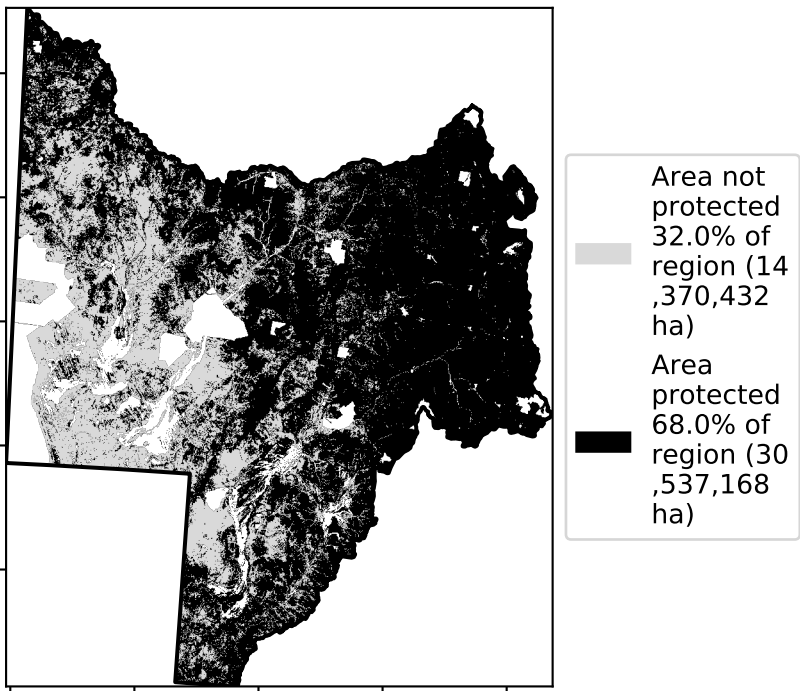 Area not
protected
32.0% of
region (14
,370,432
ha)
Area
protected
68.0% of
region (30
,537,168
ha)